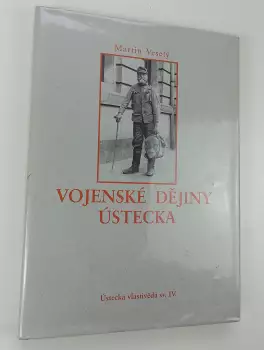 Martin Veselý
VOJENSKÉ DĚJINY
ÚSTECKA
Ústecká vlastivěda sv. IV.